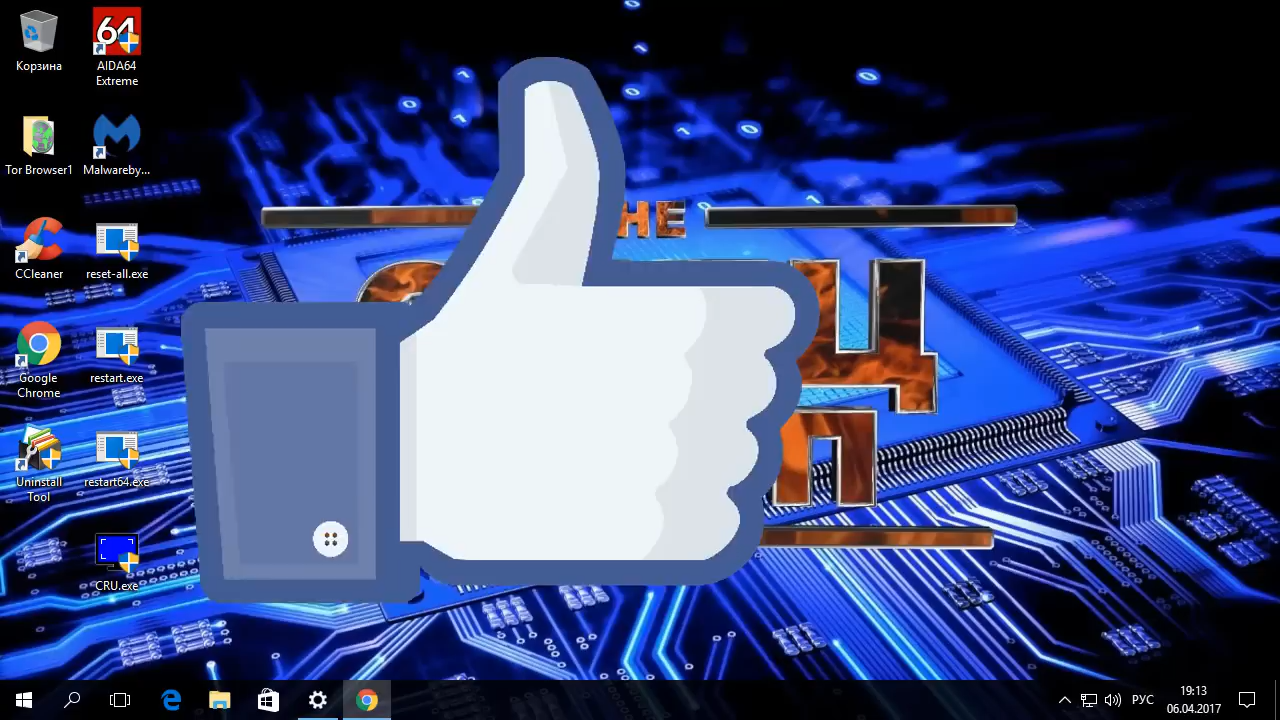 Корзина
AIDA64
Extreme
Tor Browser1
Malwareby...
CCleaner
reset-all.exe
Google
Chrome
restart.exe
Uninstall
Tool
restart64.exe
CRU.exe
64
HE
РУС
19:13
06.04.2017